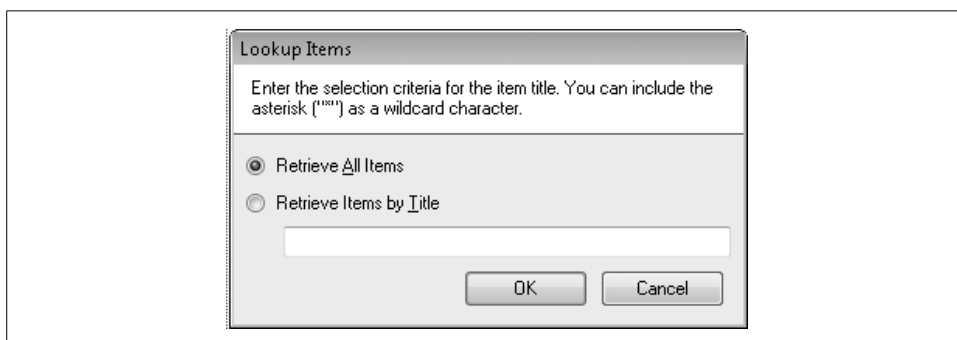 Lookup Items
Enter the selection criteria for the item title. You can include the
asterisk ("*") as a wildcard character.
Retrieve All Items
Retrieve Items by Title
OK
Cancel